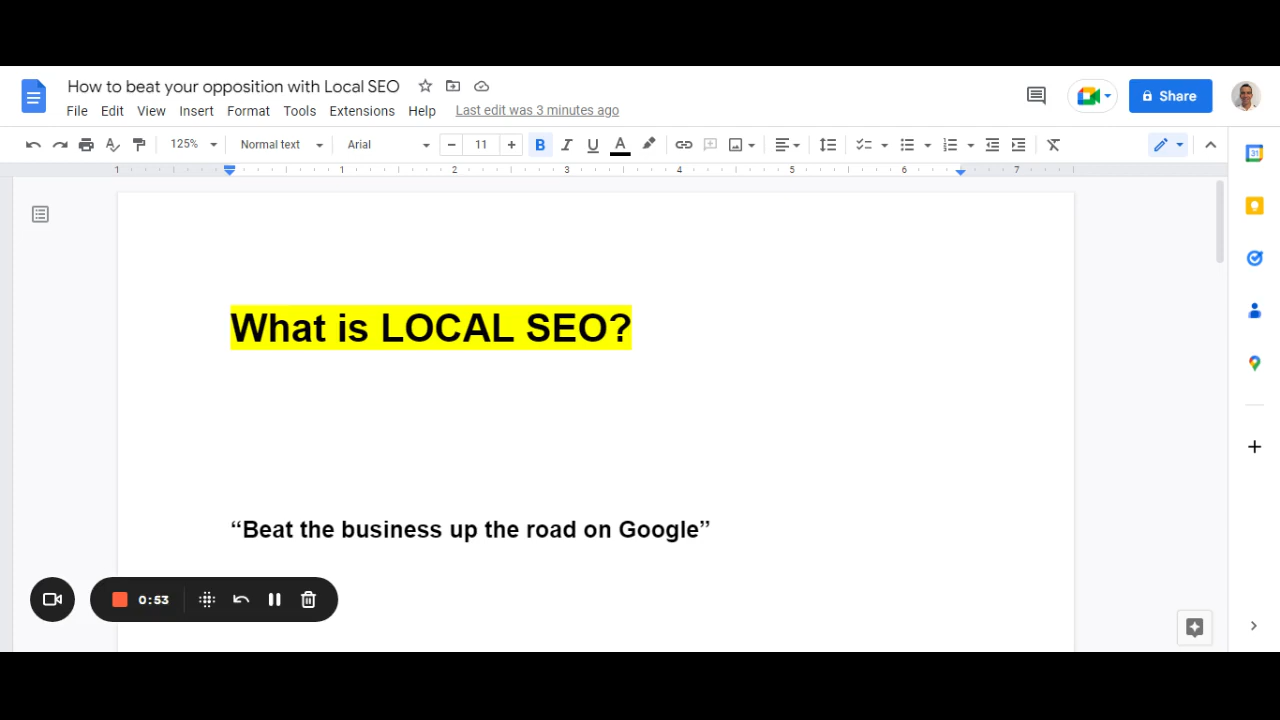 How to beat your opposition with Local SEO
File Edit View Insert Format Tools Extensions Help Last edit was 3 minutes ago
Share
125% Normal text Arial 11 B I U A
1 1 2 3 4 5 6 7
31
What is LOCAL SEO?
“Beat the business up the road on Google”
0:53